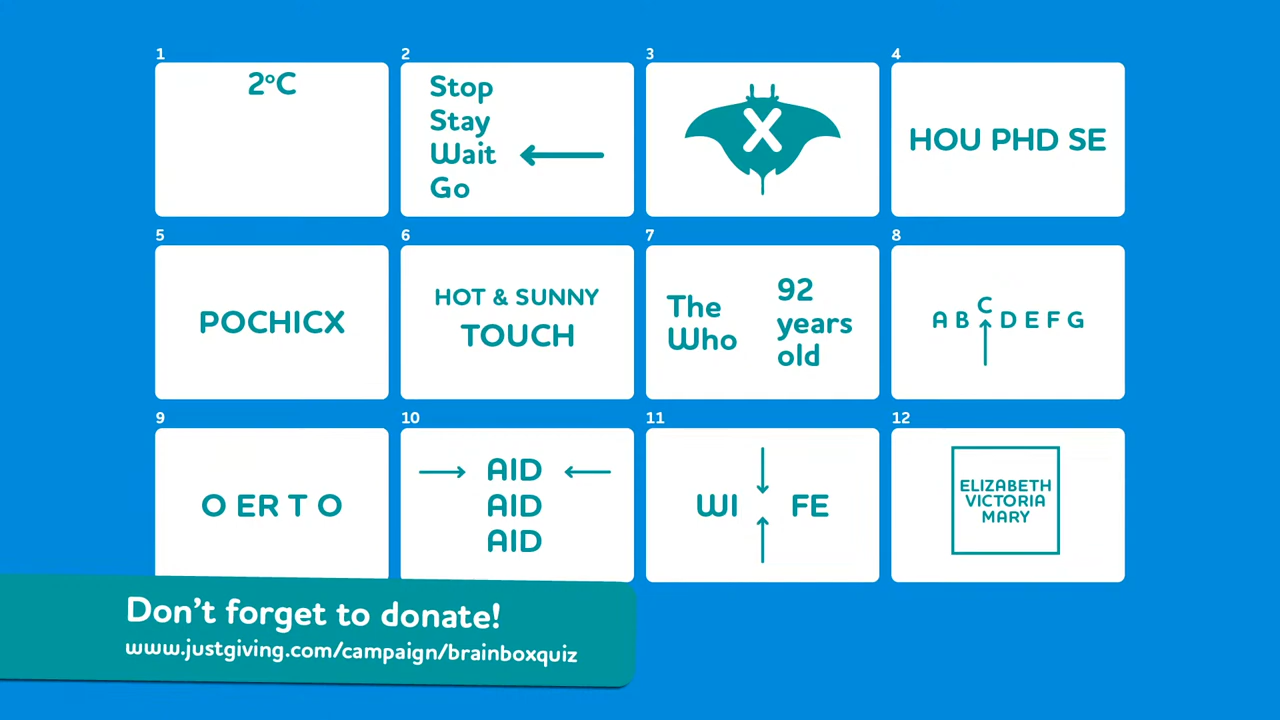 1
2°C
2
Stop
Stay
Wait
Go
3
X
4
HOU PHD SE
5
POCHICX
6
HOT & SUNNY
TOUCH
7
The
Who
92
years
old
8
A B C D E F G
9
O ER T O
10
AID
AID
AID
11
WI FE
12
ELIZABETH
VICTORIA
MARY
Don't forget to donate!
www.justgiving.com/campaign/brainboxquiz